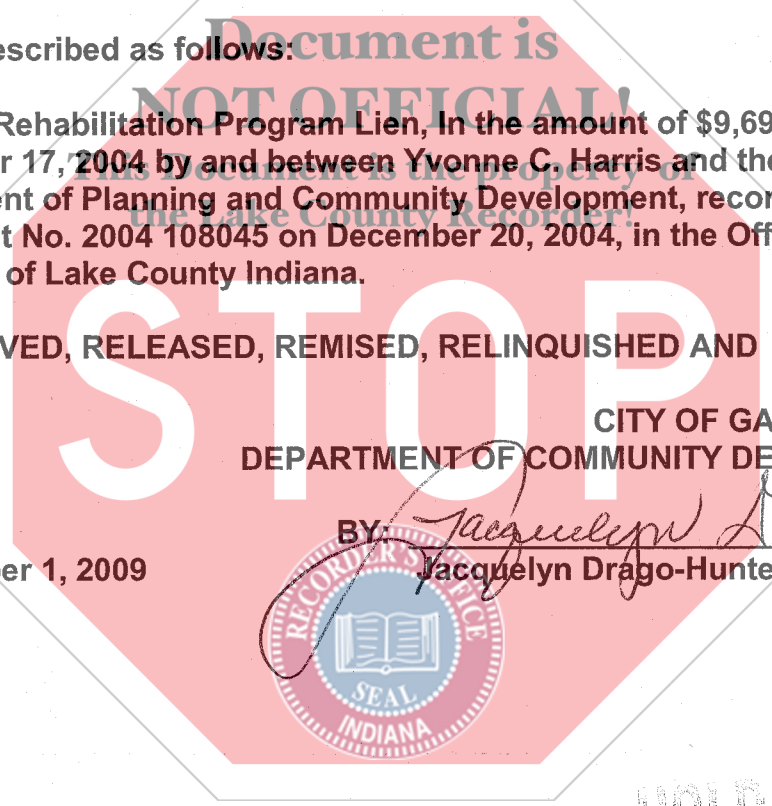 Document is
escribed as follows:
NOT OFFICIAL!
Rehabilitation Program Lien, In the amount of $9,69
This Document is the property of
r 17, 2004 by and between Yvonne C. Harris and the
ent of Planning and Community Development, recor
the Lake County Recorder!
t No. 2004 108045 on December 20, 2004, in the Off
of Lake County Indiana.
STOP
VED, RELEASED, REMISED, RELINQUISHED AND
CITY OF GA
DEPARTMENT OF COMMUNITY DE
BY: Jacquelyn D
er 1, 2009
Jacquelyn Drago-Hunte
RECORDER'S OFFICE
SEAL
INDIANA